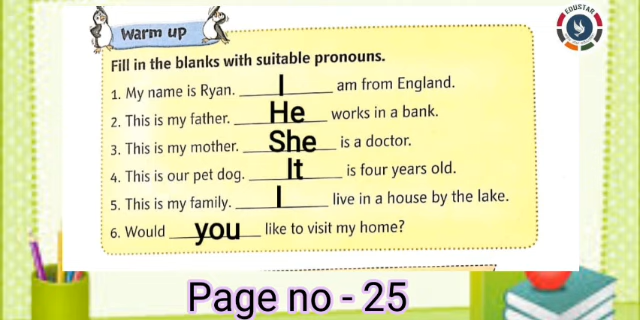 Warm up
EDUSTAR
Fill in the blanks with suitable pronouns.
1. My name is Ryan. I am from England.
2. This is my father. He works in a bank.
3. This is my mother. She is a doctor.
4. This is our pet dog. It is four years old.
5. This is my family. I live in a house by the lake.
6. Would you like to visit my home?
Page no - 25